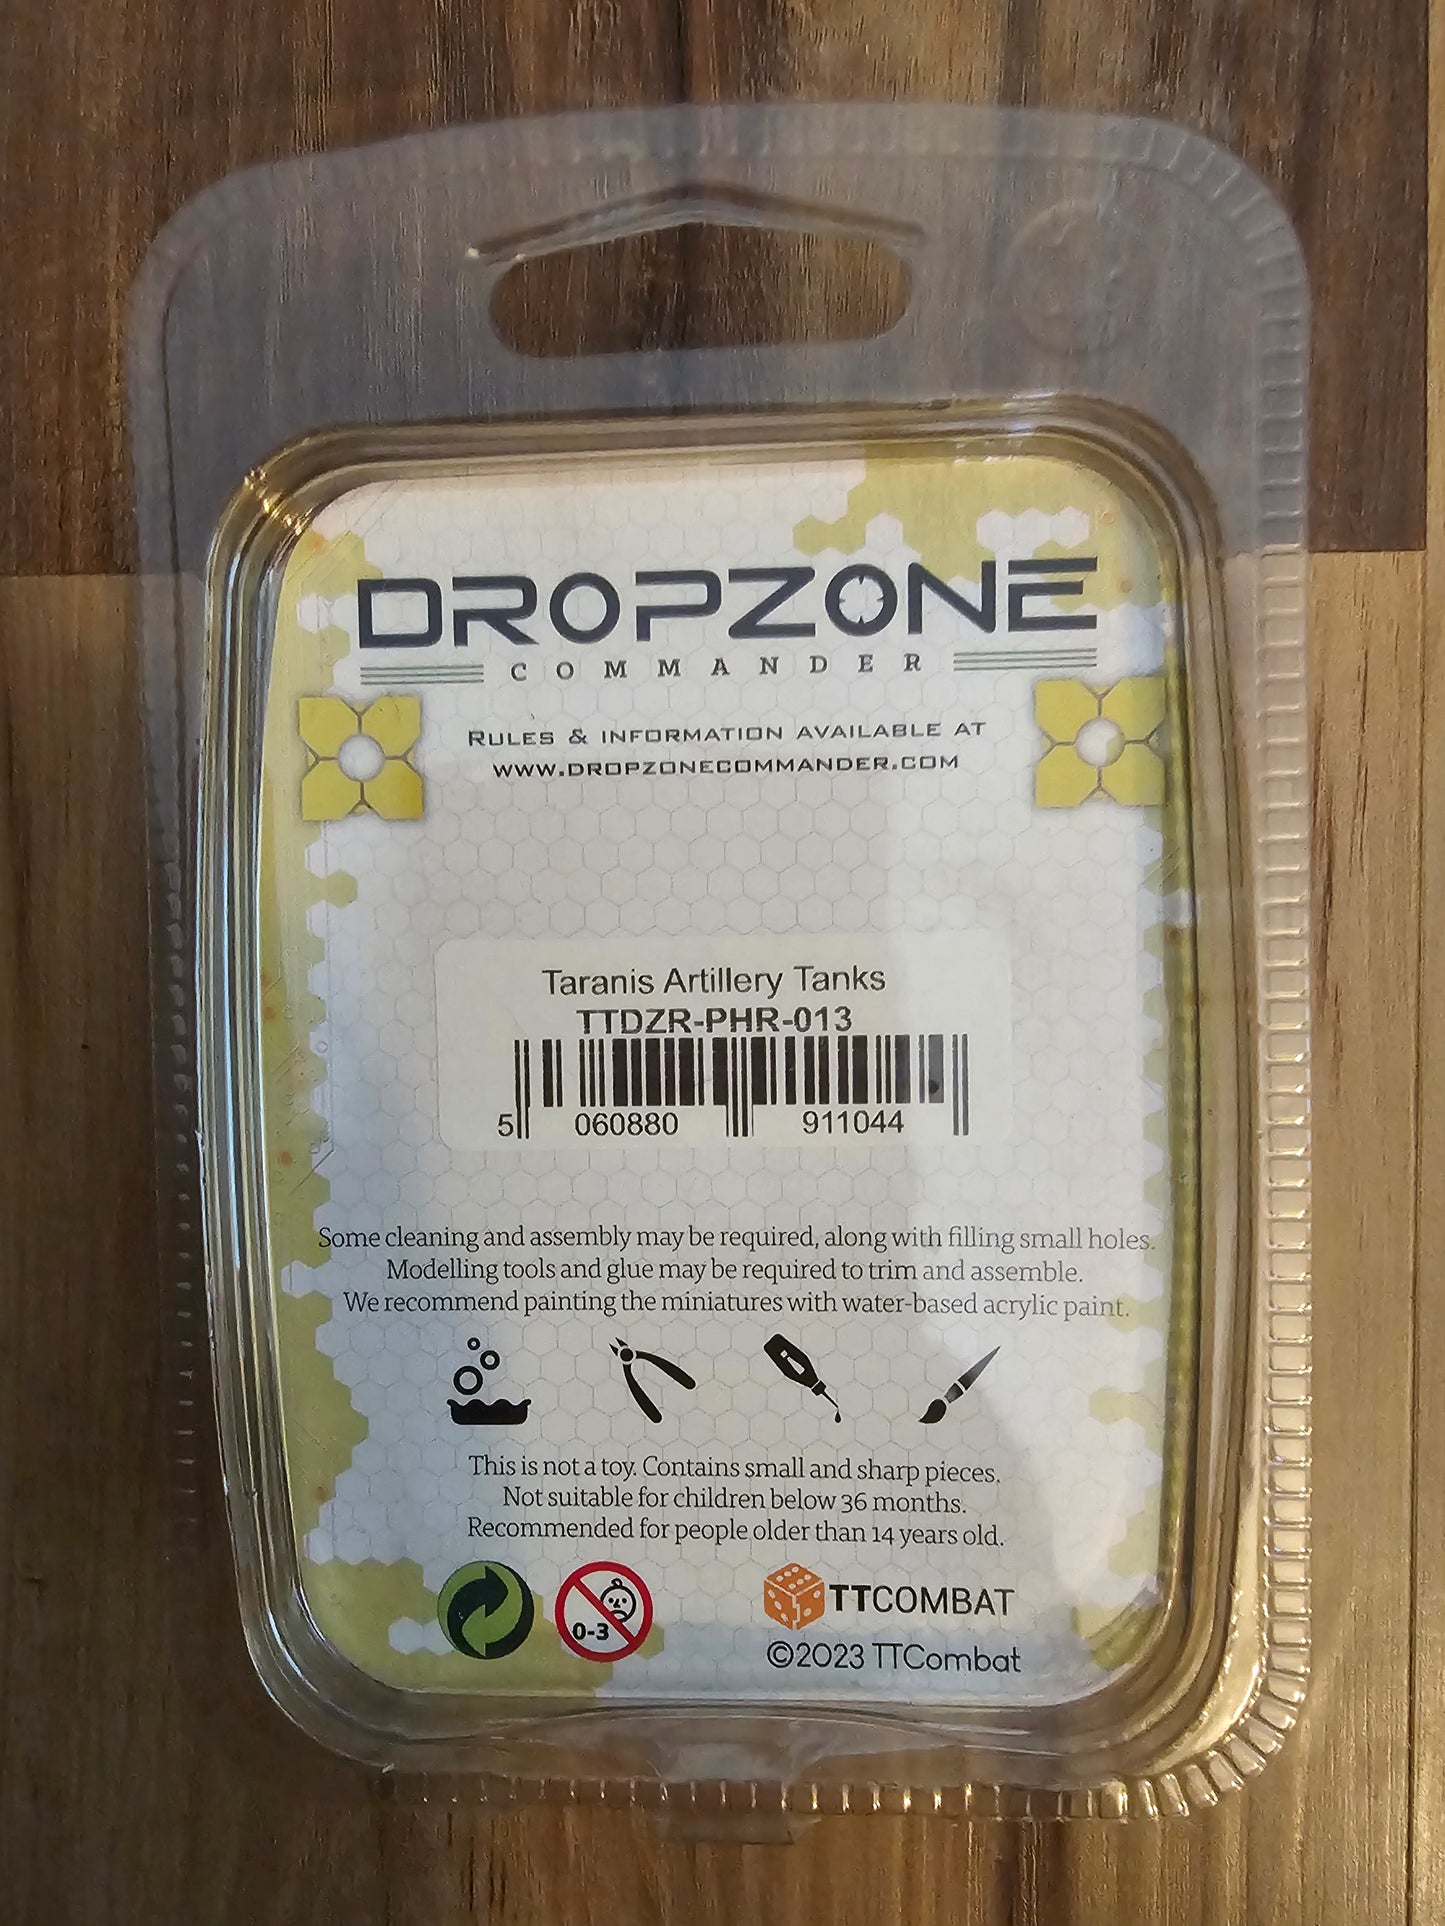 DROPZONE
COMMANDER
RULES & INFORMATION AVAILABLE AT
WWW.DROPZONECOMMANDER.COM
Taranis Artillery Tanks
TTDZR-PHR-013
5 060880 911044
Some cleaning and assembly may be required, along with filling small holes.
Modelling tools and glue may be required to trim and assemble.
We recommend painting the miniatures with water-based acrylic paint.
This is not a toy. Contains small and sharp pieces.
Not suitable for children below 36 months.
Recommended for people older than 14 years old.
0-3
TTCOMBAT
©2023 TTCombat